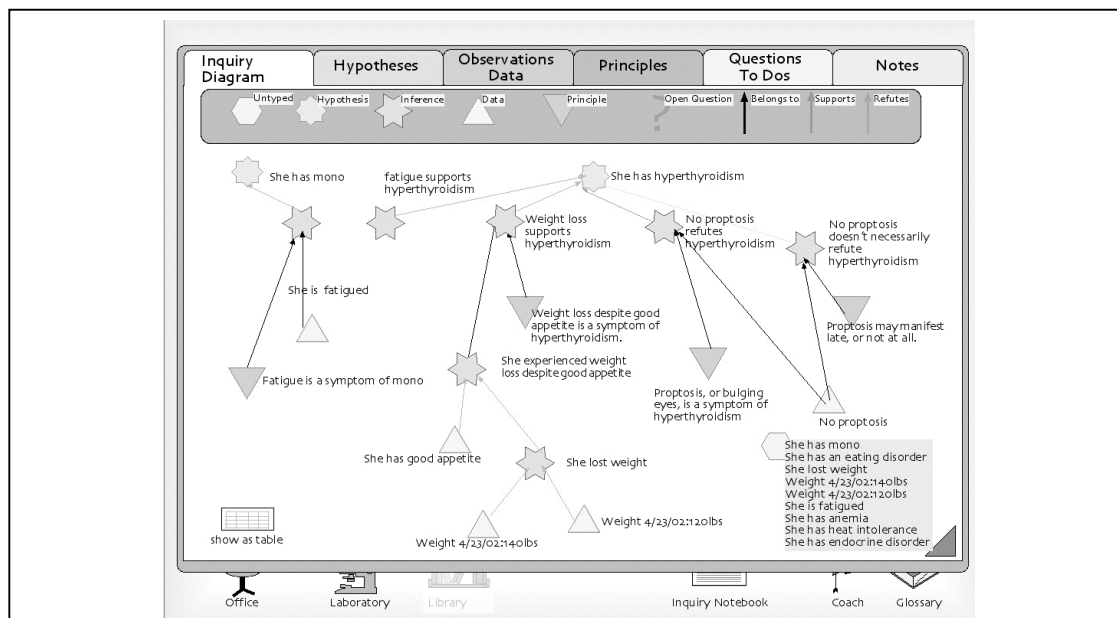 Inquiry
Diagram
Hypotheses
Observations
Data
Principles
Questions
To Dos
Notes
Untyped
Hypothesis
Inference
Data
Principle
?
Open Question
Belongs to
Supports
Refutes
She has mono
fatigue supports
hyperthyroidism
She has hyperthyroidism
Weight loss
supports
hyperthyroidism
No proptosis
refutes
hyperthyroidism
No proptosis
doesn't necessarily
refute
hyperthyroidism
She is fatigued
Weight loss despite good
appetite is a symptom of
hyperthyroidism.
Proptosis may manifest
late, or not at all.
She experienced weight
loss despite good appetite
Fatigue is a symptom of mono
Proptosis, or bulging
eyes, is a symptom of
hyperthyroidism
No proptosis
She has good appetite
She lost weight
She has mono
She has an eating disorder
She lost weight
Weight 4/23/02:140lbs
Weight 4/23/02:120lbs
She is fatigued
She has anemia
She has heat intolerance
She has endocrine disorder
Weight 4/23/02:120lbs
Weight 4/23/02:140lbs
show as table
Office
Laboratory
Library
Inquiry Notebook
Coach
Glossary